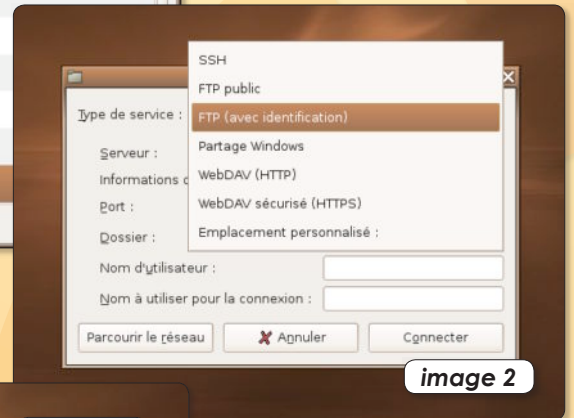 SSH
FTP public
Type de service :
FTP (avec identification)
Serveur :
Partage Windows
Informations
WebDAV (HTTP)
Port :
WebDAV sécurisé (HTTPS)
Dossier :
Emplacement personnalisé :
Nom d'utilisateur :
Nom à utiliser pour la connexion :
Parcourir le réseau
Annuler
Connecter
image 2